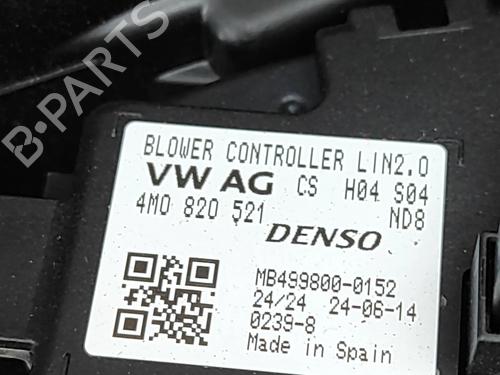 B-PARTS
BLOWER CONTROLLER LIN2.0
VW AG CS H04 S04
4M0 820 521 ND8
DENSO
MB499800-0152
24/24 24-06-14
0239-8
Made in Spain